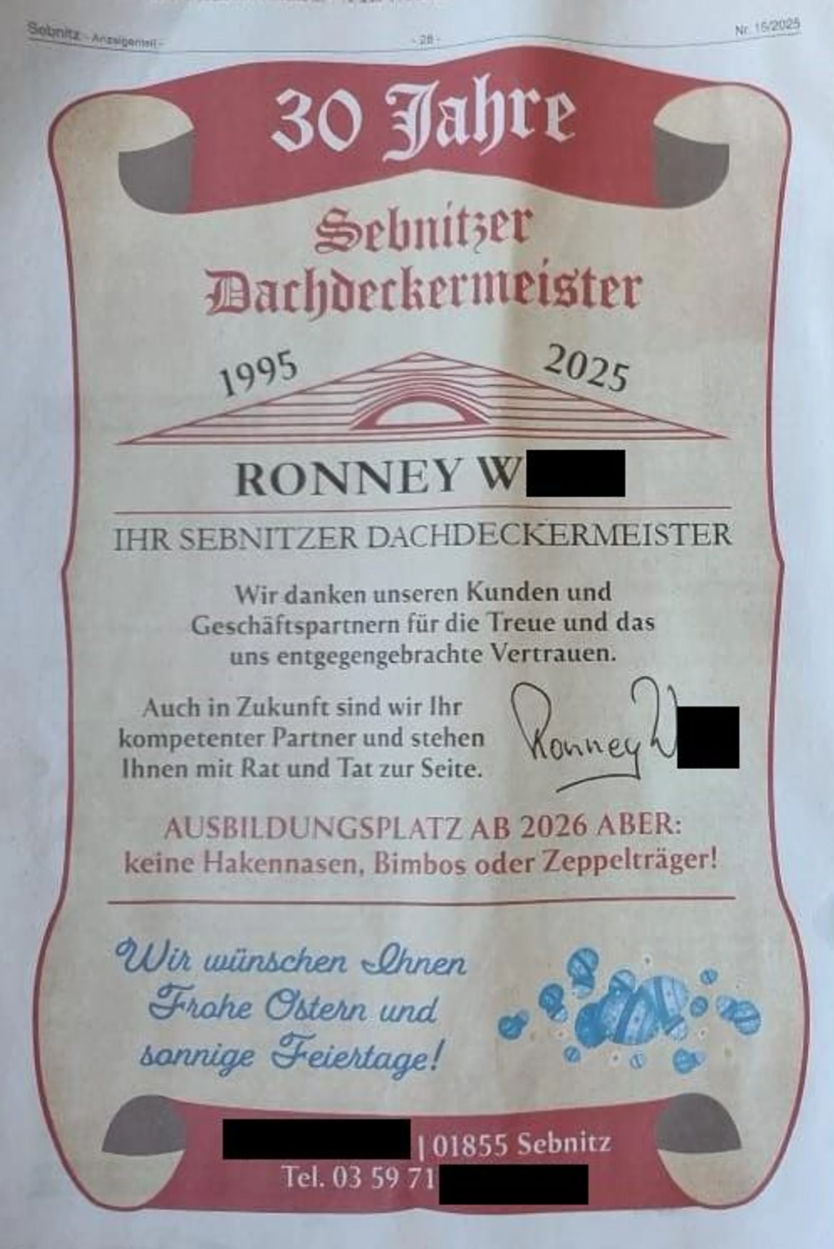 Sebnitz - Anzeigenteil -
- 28 -
Nr. 16/2025
30 Jahre
Sebnitzer
Dachdeckermeister
1995
2025
RONNEY W
IHR SEBNITZER DACHDECKERMEISTER
Wir danken unseren Kunden und
Geschäftspartnern für die Treue und das
uns entgegengebrachte Vertrauen.
Auch in Zukunft sind wir Ihr
kompetenter Partner und stehen
Ihnen mit Rat und Tat zur Seite.
Ronney W
AUSBILDUNGSPLATZ AB 2026 ABER:
keine Hakennasen, Bimbos oder Zeppelträger!
Wir wünschen Ihnen
Frohe Ostern und
sonnige Feiertage!
| 01855 Sebnitz
Tel. 03 59 71